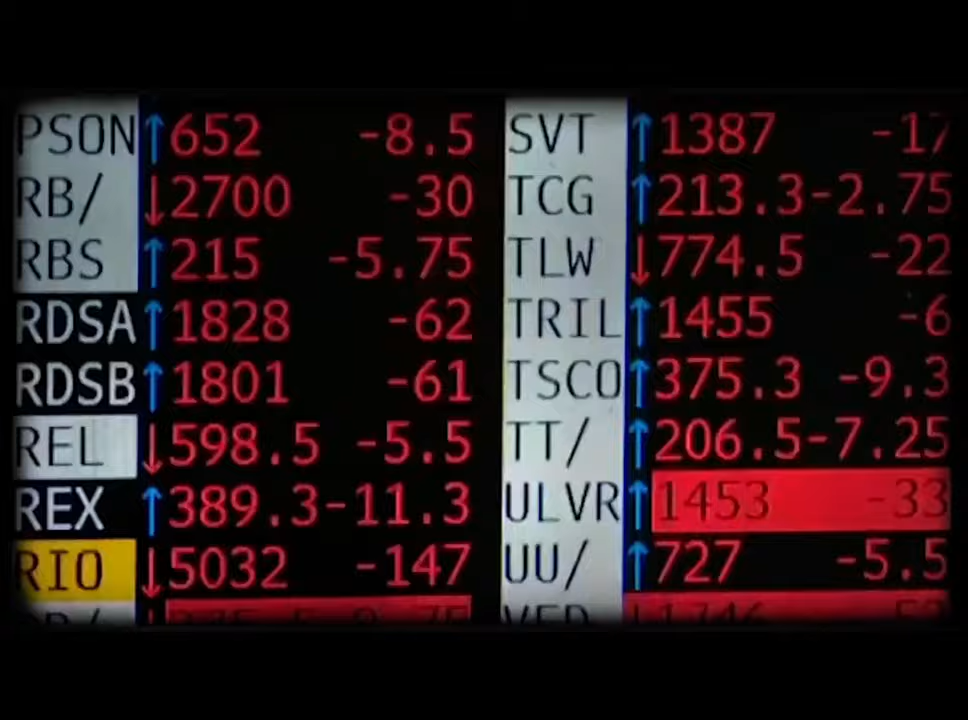 PSON ↑652 -8.5
RB/ ↓2700 -30
RBS ↑215 -5.75
RDSA ↑1828 -62
RDSB ↑1801 -61
REL ↓598.5 -5.5
REX ↑389.3-11.3
RIO ↓5032 -147
SVT ↑1387 -17
TCG ↑213.3-2.75
TLW ↓774.5 -22
TRIL ↑1455 -6
TSCO ↑375.3 -9.3
TT/ ↑206.5-7.25
ULVR ↑1453 -33
UU/ ↑727 -5.5
VED ↓1746